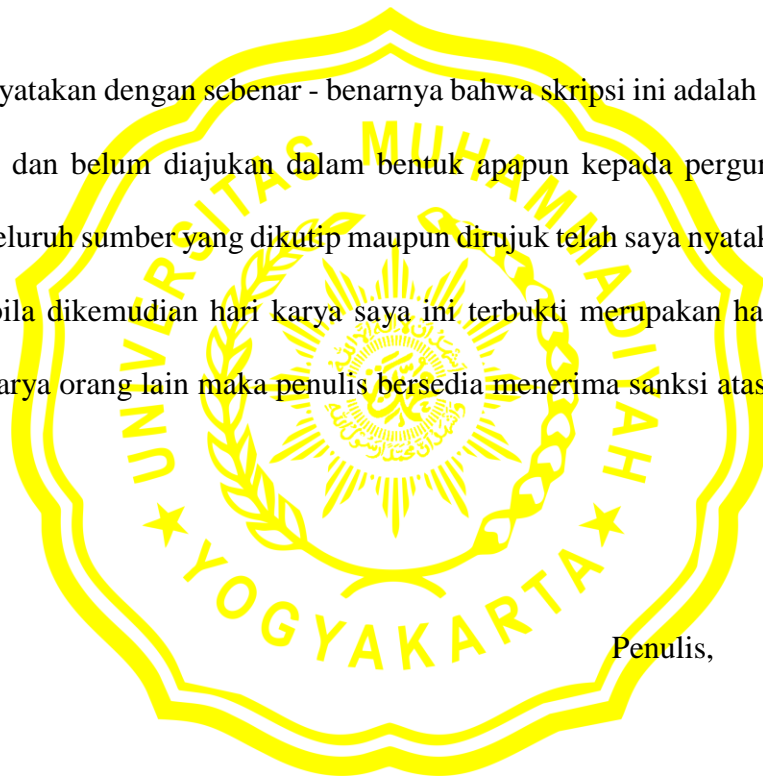 yatakan dengan sebenar - benarnya bahwa skripsi ini adalah
dan belum diajukan dalam bentuk apapun kepada pergur
eluruh sumber yang dikutip maupun dirujuk telah saya nyatak
bila dikemudian hari karya saya ini terbukti merupakan ha
arya orang lain maka penulis bersedia menerima sanksi atas
Penulis,
UNIVERSITAS MUHAMMADIYAH
YOGYAKARTA